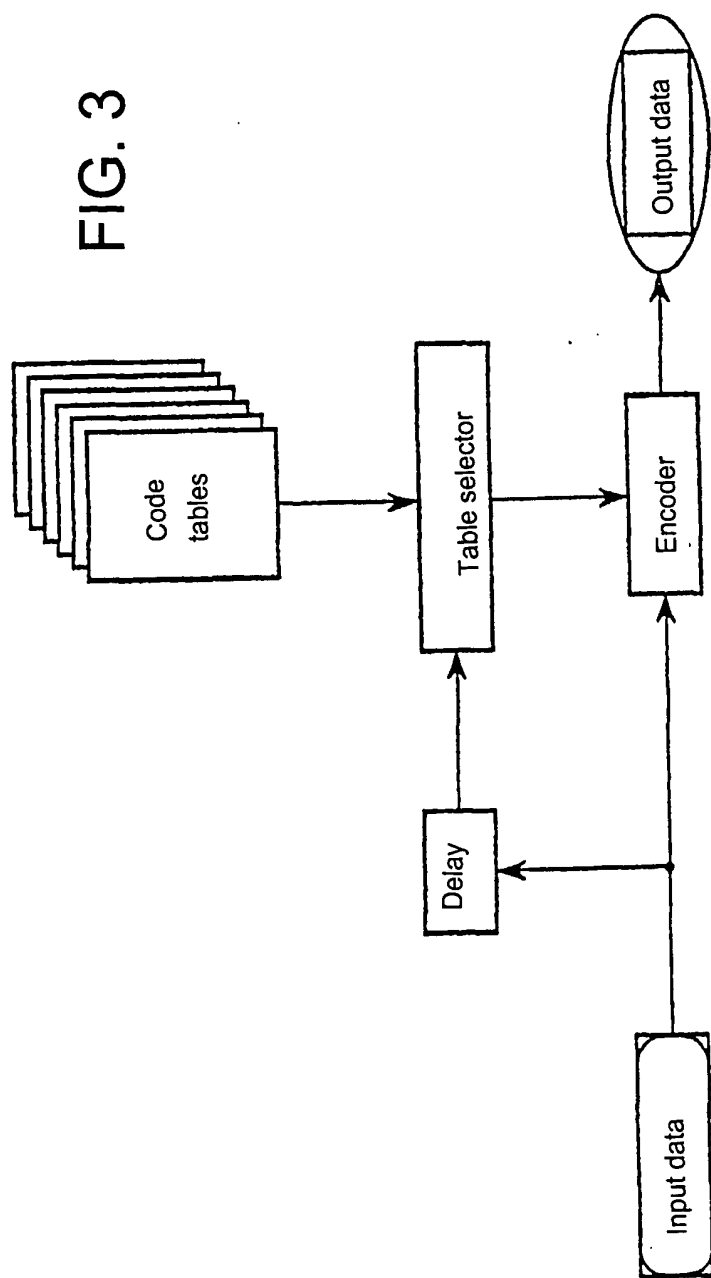 FIG. 3
Code
tables
Table selector
Delay
Input data
Encoder
Output data